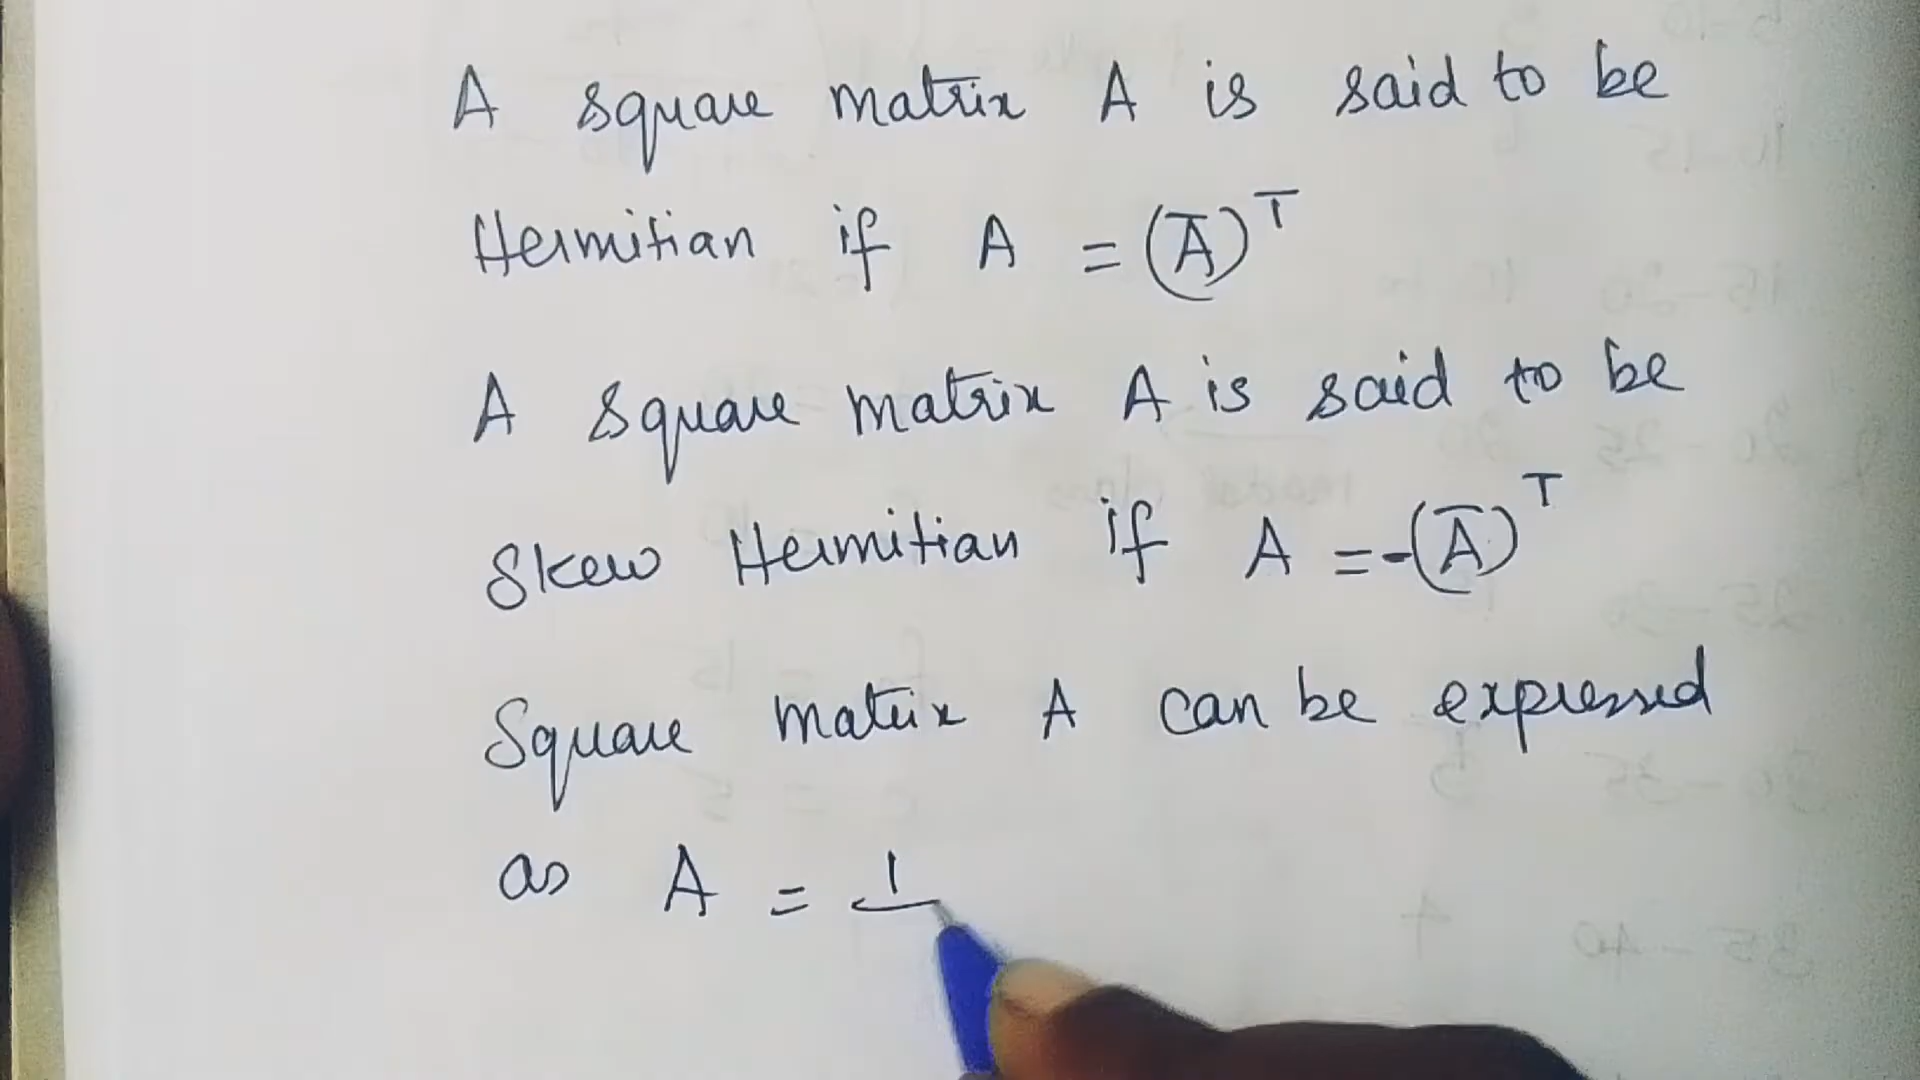 A square matrix A is said to be
Hermitian if A = (A̅)ᵀ
A square matrix A is said to be
Skew Hermitian if A = -(A̅)ᵀ
Square matrix A can be expressed
as A = 1